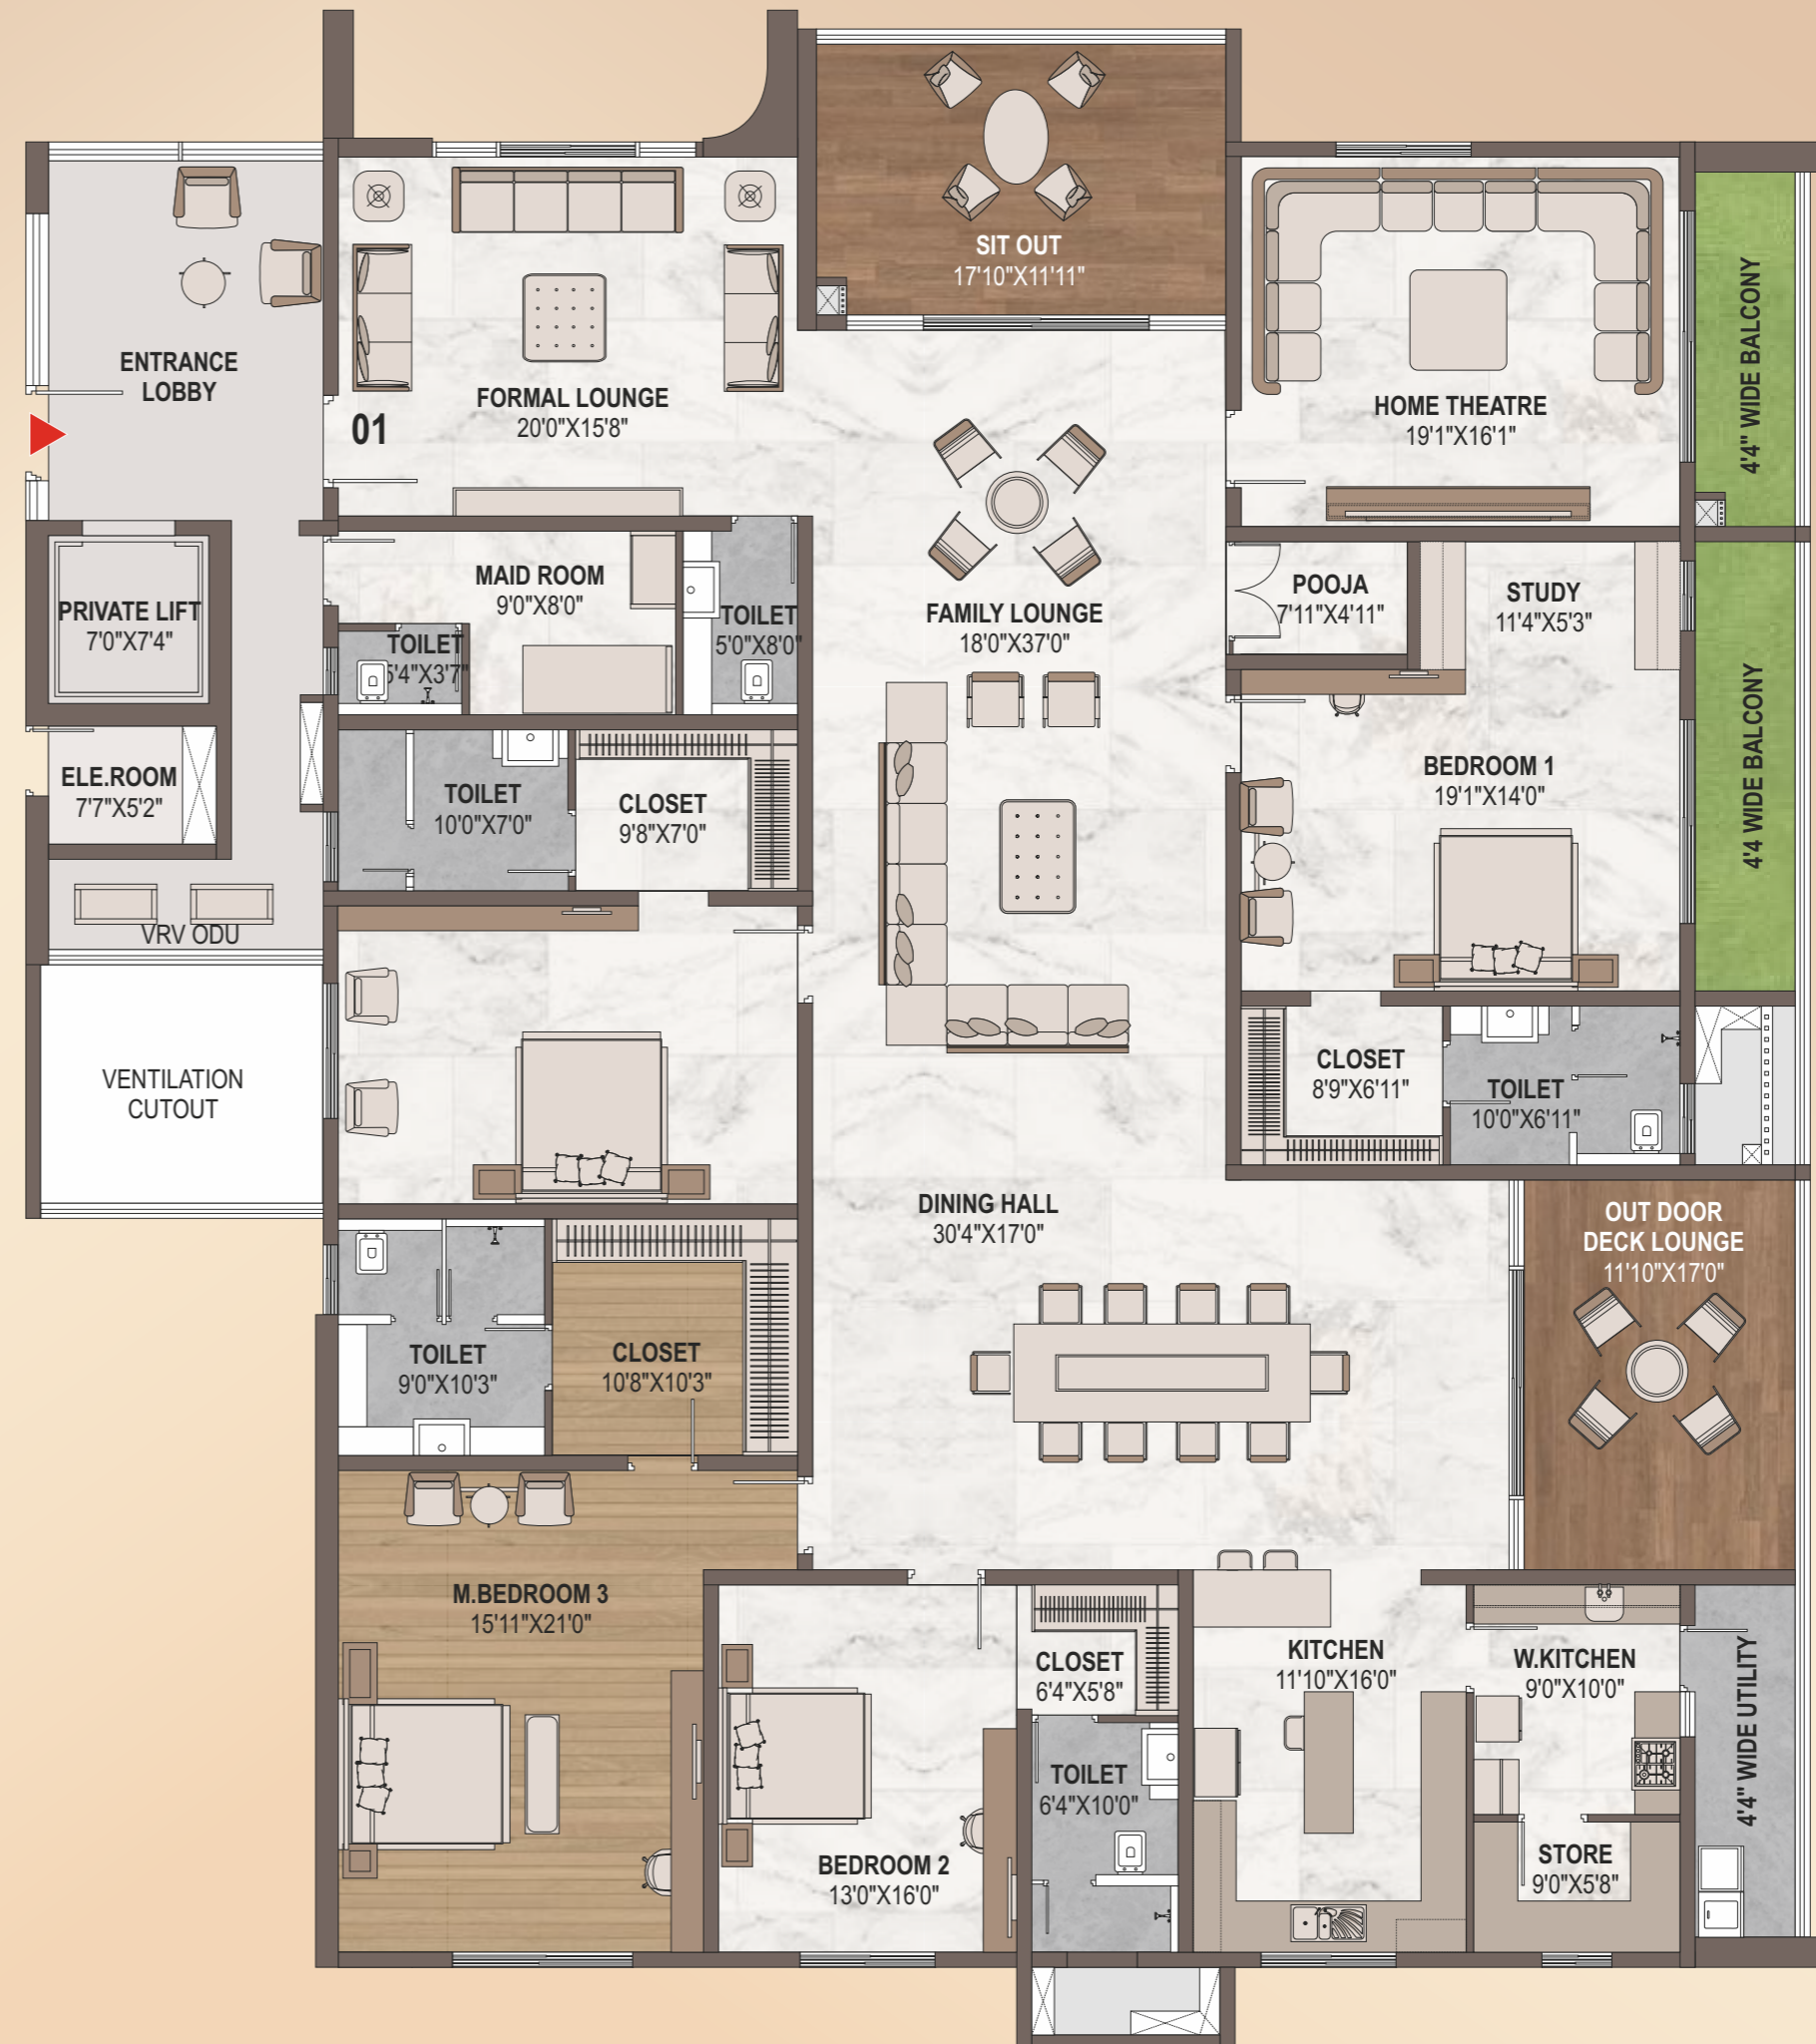 SIT OUT
17'10"X11'11"
ENTRANCE
LOBBY
01
FORMAL LOUNGE
20'0"X15'8"
HOME THEATRE
19'1"X16'1"
4'4" WIDE BALCONY
PRIVATE LIFT
7'0"X7'4"
MAID ROOM
9'0"X8'0"
TOILET
5'4"X3'7"
TOILET
5'0"X8'0"
FAMILY LOUNGE
18'0"X37'0"
POOJA
7'11"X4'11"
STUDY
11'4"X5'3"
4'4 WIDE BALCONY
ELE.ROOM
7'7"X5'2"
TOILET
10'0"X7'0"
CLOSET
9'8"X7'0"
BEDROOM 1
19'1"X14'0"
VRV ODU
VENTILATION
CUTOUT
CLOSET
8'9"X6'11"
TOILET
10'0"X6'11"
DINING HALL
30'4"X17'0"
OUT DOOR
DECK LOUNGE
11'10"X17'0"
TOILET
9'0"X10'3"
CLOSET
10'8"X10'3"
M.BEDROOM 3
15'11"X21'0"
CLOSET
6'4"X5'8"
KITCHEN
11'10"X16'0"
W.KITCHEN
9'0"X10'0"
4'4" WIDE UTILITY
TOILET
6'4"X10'0"
BEDROOM 2
13'0"X16'0"
STORE
9'0"X5'8"